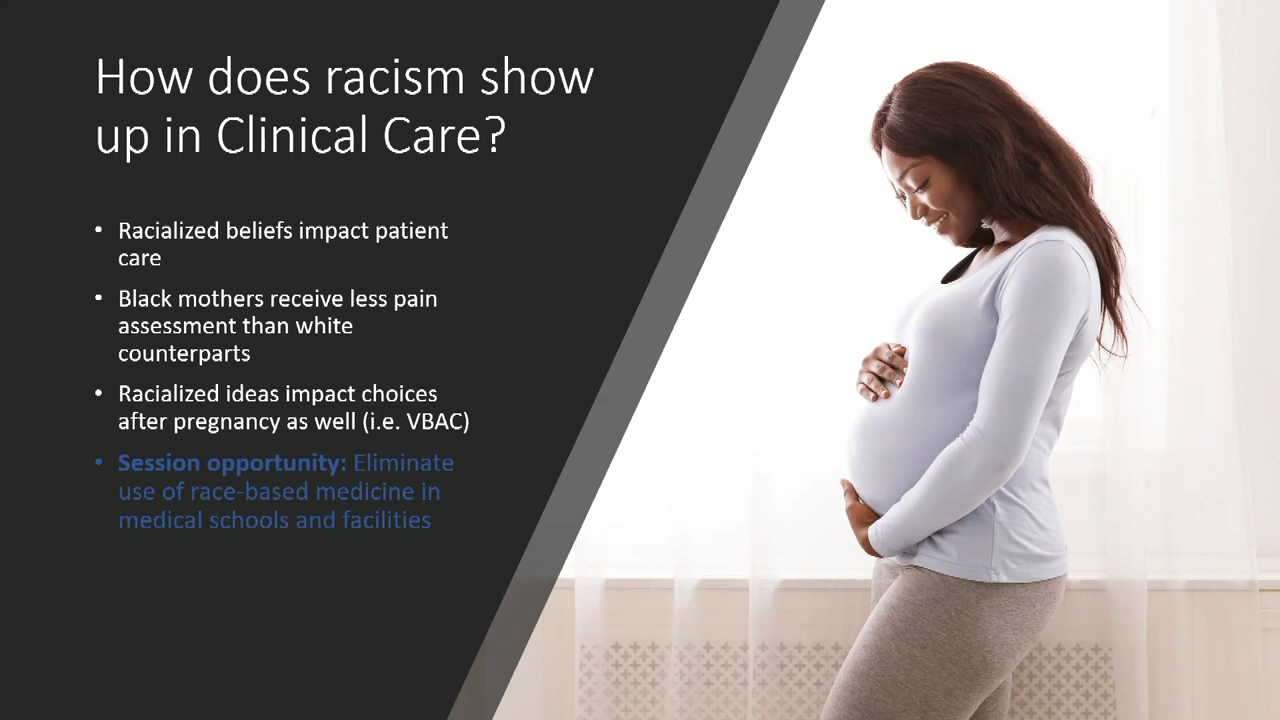 How does racism show
up in Clinical Care?
• Racialized beliefs impact patient
care
• Black mothers receive less pain
assessment than white
counterparts
• Racialized ideas impact choices
after pregnancy as well (i.e. VBAC)
• Session opportunity: Eliminate
use of race-based medicine in
medical schools and facilities